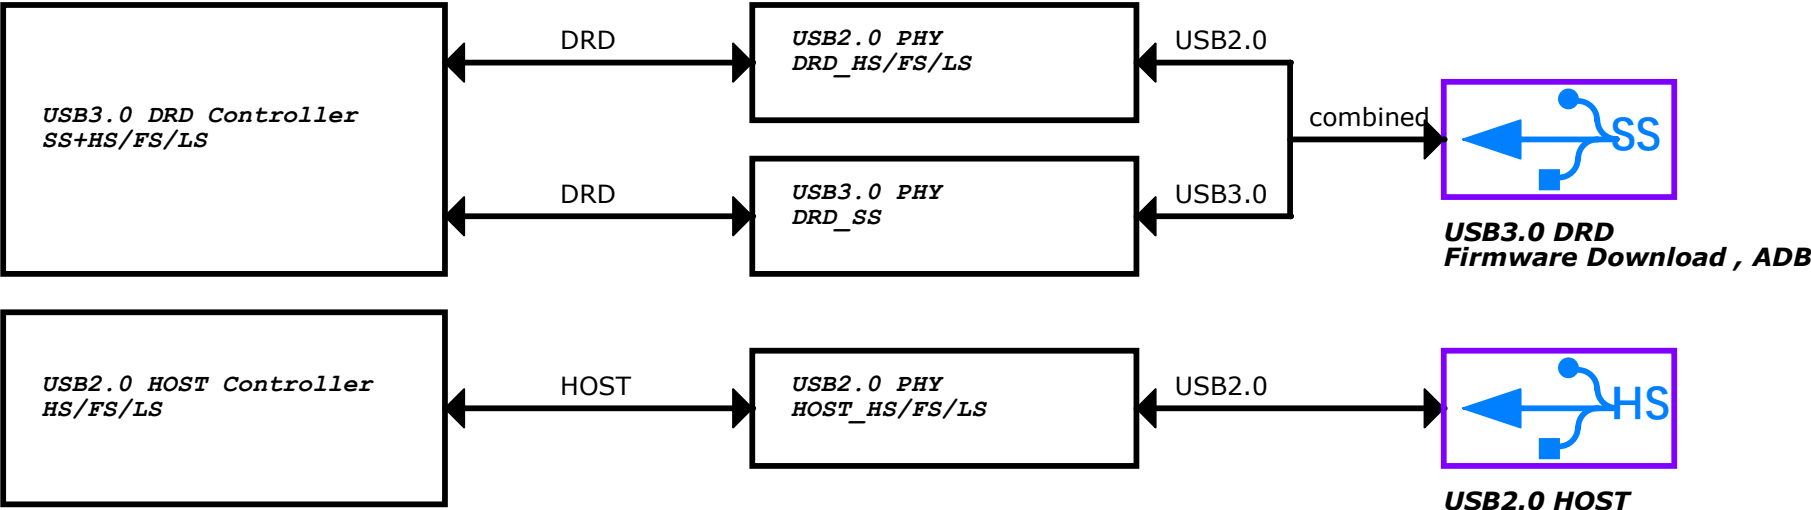 USB3.0 DRD Controller
SS+HS/FS/LS
DRD
USB2.0 PHY
DRD_HS/FS/LS
USB2.0
DRD
USB3.0 PHY
DRD_SS
USB3.0
combined
SS
USB3.0 DRD
Firmware Download , ADB
USB2.0 HOST Controller
HS/FS/LS
HOST
USB2.0 PHY
HOST_HS/FS/LS
USB2.0
HS
USB2.0 HOST